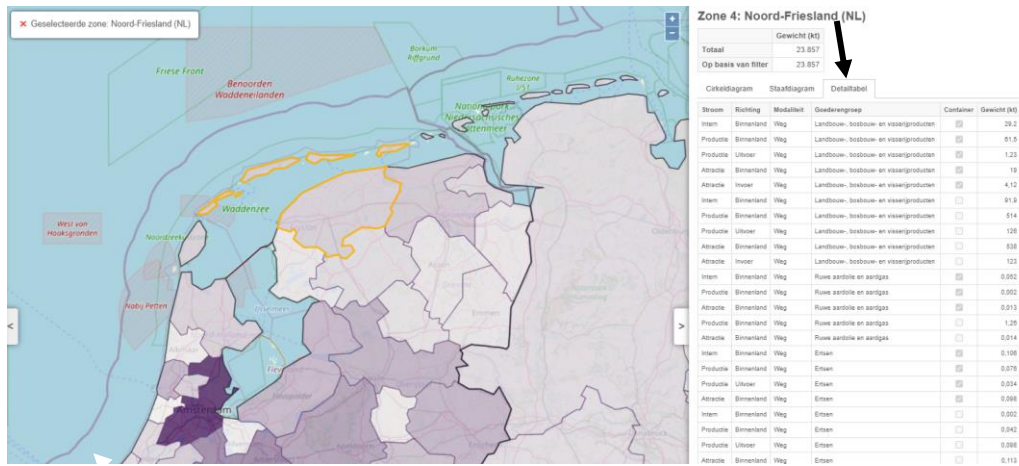 × Geselecteerde zone: Noord-Friesland (NL)
+
−
Friese Front
Borkum
Riffgrund
Benoorden
Waddeneilanden
Ruhezone
I/51
Waddenzee
West van
Haaksgronden
Nabij Petten
IJsselmeer
Alkmaar
Amsterdam
Emmen
<
>
Zone 4: Noord-Friesland (NL)
Gewicht (kt)
Totaal 23.857
Op basis van filter 23.857
Cirkeldiagram Staafdiagram Detailtabel
Stroom Richting Modaliteit Goederengroep Container Gewicht (kt)
Intern Binnenland Weg Landbouw-, bosbouw- en visserijproducten 29,2
Productie Binnenland Weg Landbouw-, bosbouw- en visserijproducten 61,6
Productie Uitvoer Weg Landbouw-, bosbouw- en visserijproducten 1,23
Attractie Binnenland Weg Landbouw-, bosbouw- en visserijproducten 19
Attractie Invoer Weg Landbouw-, bosbouw- en visserijproducten 4,12
Intern Binnenland Weg Landbouw-, bosbouw- en visserijproducten 91,9
Productie Binnenland Weg Landbouw-, bosbouw- en visserijproducten 514
Productie Uitvoer Weg Landbouw-, bosbouw- en visserijproducten 126
Attractie Binnenland Weg Landbouw-, bosbouw- en visserijproducten 538
Attractie Invoer Weg Landbouw-, bosbouw- en visserijproducten 123
Intern Binnenland Weg Ruwe aardolie en aardgas 0,052
Productie Binnenland Weg Ruwe aardolie en aardgas 0,002
Attractie Binnenland Weg Ruwe aardolie en aardgas 0,013
Productie Binnenland Weg Ruwe aardolie en aardgas 1,26
Attractie Binnenland Weg Ruwe aardolie en aardgas 0,014
Intern Binnenland Weg Ertsen 0,106
Productie Binnenland Weg Ertsen 0,076
Productie Uitvoer Weg Ertsen 0,034
Attractie Binnenland Weg Ertsen 0,096
Intern Binnenland Weg Ertsen 0,002
Productie Binnenland Weg Ertsen 0,042
Productie Uitvoer Weg Ertsen 0,098
Attractie Binnenland Weg Ertsen 0,113